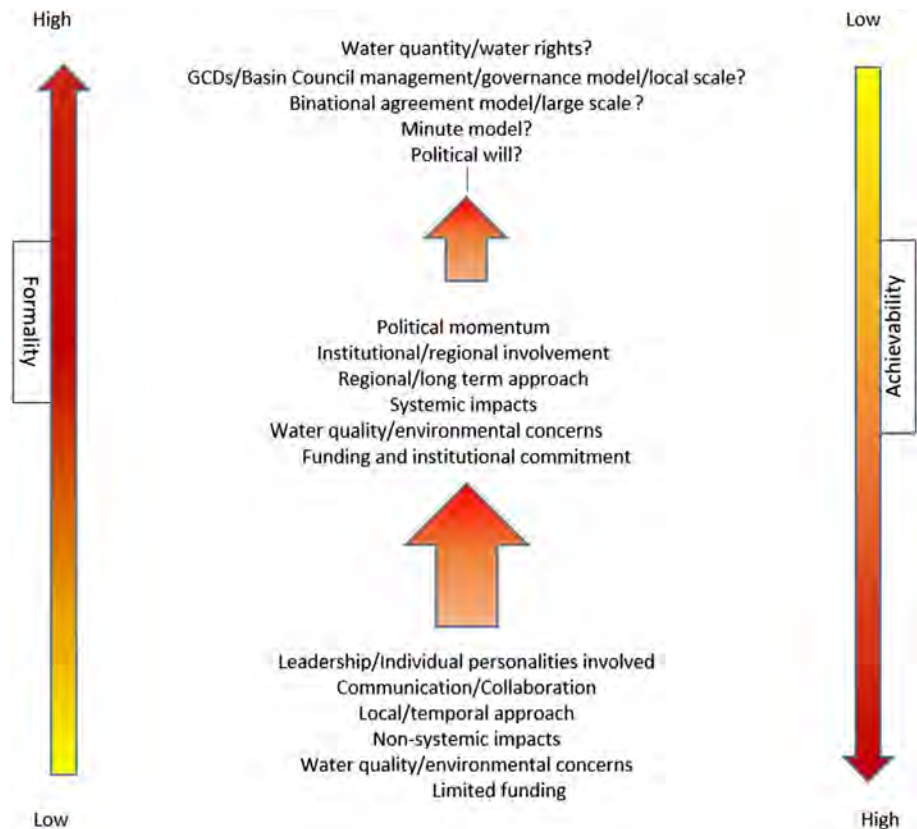 High
Low
Water quantity/water rights?
GCDs/Basin Council management/governance model/local scale?
Binational agreement model/large scale?
Minute model?
Political will?
Formality
Achievability
Political momentum
Institutional/regional involvement
Regional/long term approach
Systemic impacts
Water quality/environmental concerns
Funding and institutional commitment
Leadership/Individual personalities involved
Communication/Collaboration
Local/temporal approach
Non-systemic impacts
Water quality/environmental concerns
Limited funding
Low
High